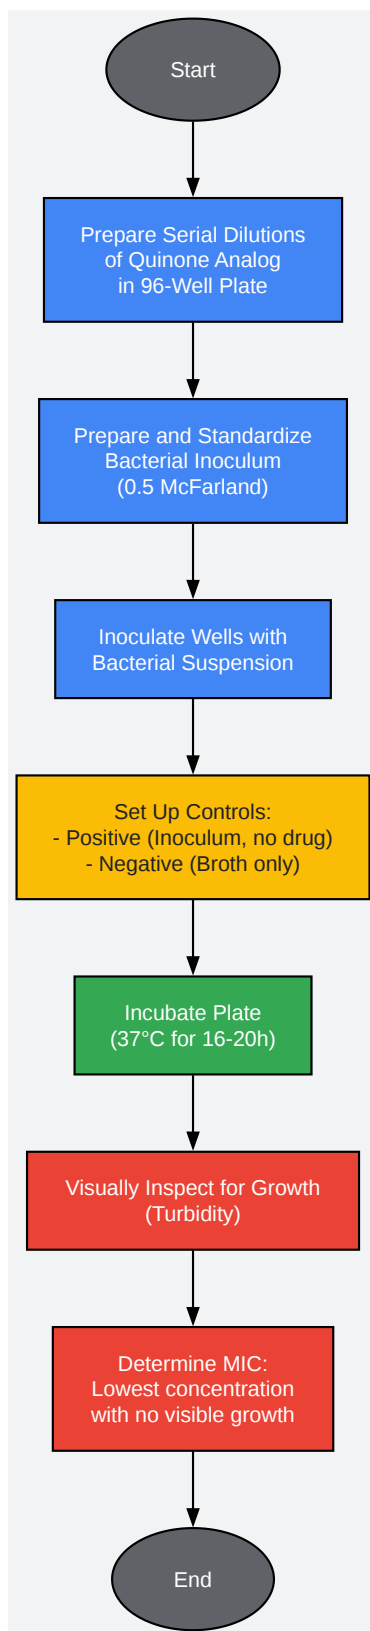 Start
Prepare Serial Dilutions
of Quinone Analog
in 96-Well Plate
Prepare and Standardize
Bacterial Inoculum
(0.5 McFarland)
Inoculate Wells with
Bacterial Suspension
Set Up Controls:
- Positive (Inoculum, no drug)
- Negative (Broth only)
Incubate Plate
(37°C for 16-20h)
Visually Inspect for Growth
(Turbidity)
Determine MIC:
Lowest concentration
with no visible growth
End